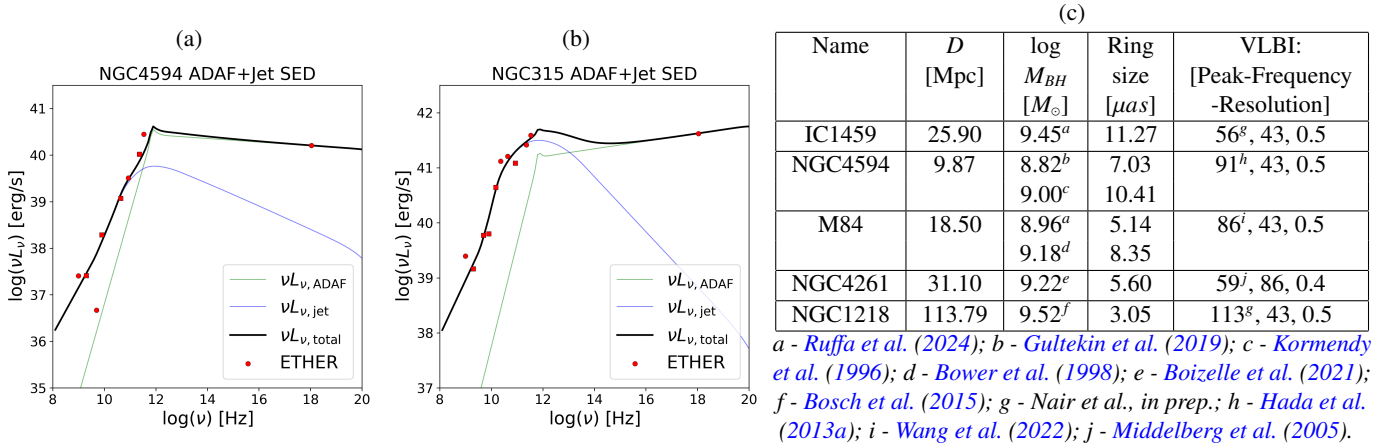 (a)
NGC4594 ADAF+Jet SED
log(νLν) [erg/s]
41
40
39
38
37
36
35
νLν, ADAF
νLν, jet
νLν, total
ETHER
8 10 12 14 16 18 20
log(ν) [Hz]
(b)
NGC315 ADAF+Jet SED
log(νLν) [erg/s]
42
41
40
39
38
37
νLν, ADAF
νLν, jet
νLν, total
ETHER
8 10 12 14 16 18 20
log(ν) [Hz]
(c)
Name D log Ring VLBI:
[Mpc] MBH size [Peak-Frequency
[M⊙] [μas] -Resolution]
IC1459 25.90 9.45a 11.27 56g, 43, 0.5
NGC4594 9.87 8.82b 7.03 91h, 43, 0.5
9.00c 10.41
M84 18.50 8.96a 5.14 86i, 43, 0.5
9.18d 8.35
NGC4261 31.10 9.22e 5.60 59j, 86, 0.4
NGC1218 113.79 9.52f 3.05 113g, 43, 0.5
a - Ruffa et al. (2024); b - Gultekin et al. (2019); c - Kormendy
et al. (1996); d - Bower et al. (1998); e - Boizelle et al. (2021);
f - Bosch et al. (2015); g - Nair et al., in prep.; h - Hada et al.
(2013a); i - Wang et al. (2022); j - Middelberg et al. (2005).